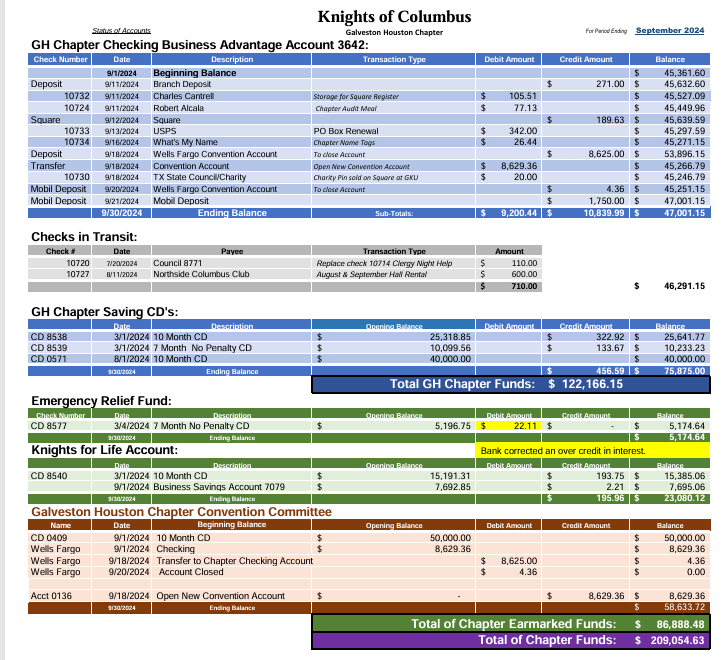 Knights of Columbus
Status of Accounts Galveston Houston Chapter For Period Ending September 2024
GH Chapter Checking Business Advantage Account 3642:
Check Number Date Description Transaction Type Debit Amount Credit Amount Balance
9/1/2024 Beginning Balance $ 45,361.60
Deposit 9/11/2024 Branch Deposit $ 271.00 $ 45,632.60
10732 9/11/2024 Charles Cantrell Storage for Square Register $ 105.51 $ 45,527.09
10724 9/11/2024 Robert Alcala Chapter Audit Meal $ 77.13 $ 45,449.96
Square 9/12/2024 Square $ 189.63 $ 45,639.59
10733 9/13/2024 USPS PO Box Renewal $ 342.00 $ 45,297.59
10734 9/16/2024 What's My Name Chapter Name Tags $ 26.44 $ 45,271.15
Deposit 9/18/2024 Wells Fargo Convention Account To close Account $ 8,625.00 $ 53,896.15
Transfer 9/18/2024 Convention Account Open New Convention Account $ 8,629.36 $ 45,266.79
10730 9/18/2024 TX State Council/Charity Charity Pin sold on Square at GKU $ 20.00 $ 45,246.79
Mobil Deposit 9/20/2024 Wells Fargo Convention Account To close Account $ 4.36 $ 45,251.15
Mobil Deposit 9/21/2024 Mobil Deposit $ 1,750.00 $ 47,001.15
9/30/2024 Ending Balance Sub-Totals: $ 9,200.44 $ 10,839.99 $ 47,001.15
Checks in Transit:
Check # Date Payee Transaction Type Amount
10720 7/20/2024 Council 8771 Replace check 10714 Clergy Night Help $ 110.00
10727 8/11/2024 Northside Columbus Club August & September Hall Rental $ 600.00
$ 710.00 $ 46,291.15
GH Chapter Saving CD's:
Date Description Opening Balance Debit Amount Credit Amount Balance
CD 8538 3/1/2024 10 Month CD $ 25,318.85 $ 322.92 $ 25,641.77
CD 8539 3/1/2024 7 Month No Penalty CD $ 10,099.56 $ 133.67 $ 10,233.23
CD 0571 8/1/2024 10 Month CD $ 40,000.00 $ 40,000.00
9/30/2024 Ending Balance $ 456.59 $ 75,875.00
Total GH Chapter Funds: $ 122,166.15
Emergency Relief Fund:
Check Number Date Description Opening Balance Debit Amount Credit Amount Balance
CD 8577 3/4/2024 7 Month No Penalty CD $ 5,196.75 $ 22.11 $ - $ 5,174.64
9/30/2024 Ending Balance $ 5,174.64
Knights for Life Account: Bank corrected an over credit in interest.
Date Description Opening Balance Debit Amount Credit Amount Balance
CD 8540 3/1/2024 10 Month CD $ 15,191.31 $ 193.75 $ 15,385.06
9/1/2024 Business Savings Account 7079 $ 7,692.85 $ 2.21 $ 7,695.06
9/30/2024 Ending Balance $ 195.96 $ 23,080.12
Galveston Houston Chapter Convention Committee
Name Date Beginning Balance Opening Balance Debit Amount Credit Amount Balance
CD 0409 9/1/2024 10 Month CD $ 50,000.00 $ 50,000.00
Wells Fargo 9/1/2024 Checking $ 8,629.36 $ 8,629.36
Wells Fargo 9/18/2024 Transfer to Chapter Checking Account $ 8,625.00 $ 4.36
Wells Fargo 9/20/2024 Account Closed $ 4.36 $ 0.00
Acct 0136 9/18/2024 Open New Convention Account $ - $ 8,629.36 $ 8,629.36
9/30/2024 Ending Balance $ 58,633.72
Total of Chapter Earmarked Funds: $ 86,888.48
Total of Chapter Funds: $ 209,054.63